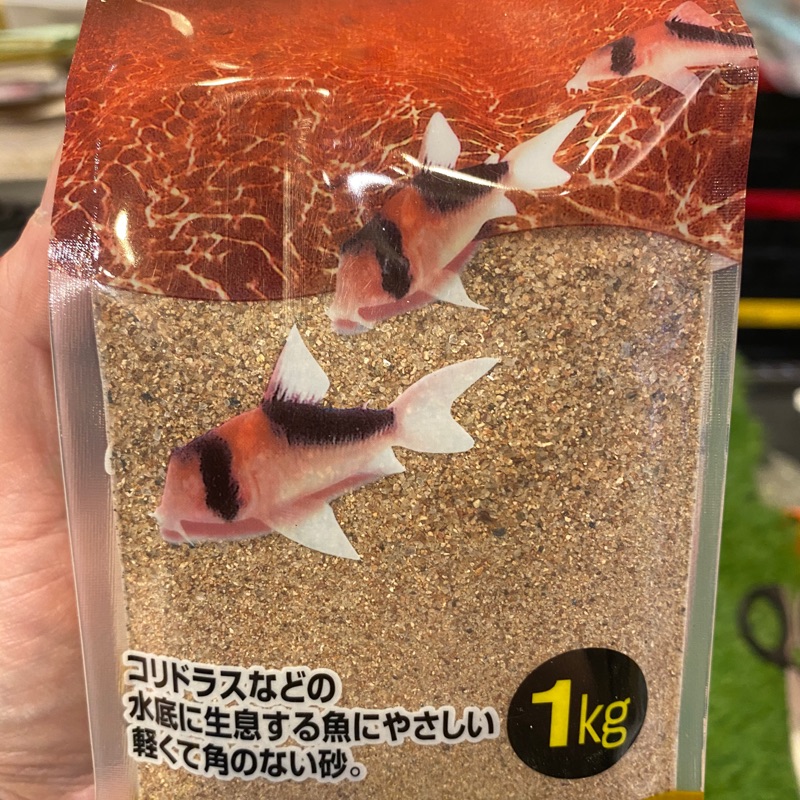 コリドラスなどの
水底に生息する魚にやさしい
軽くて角のない砂。
1kg